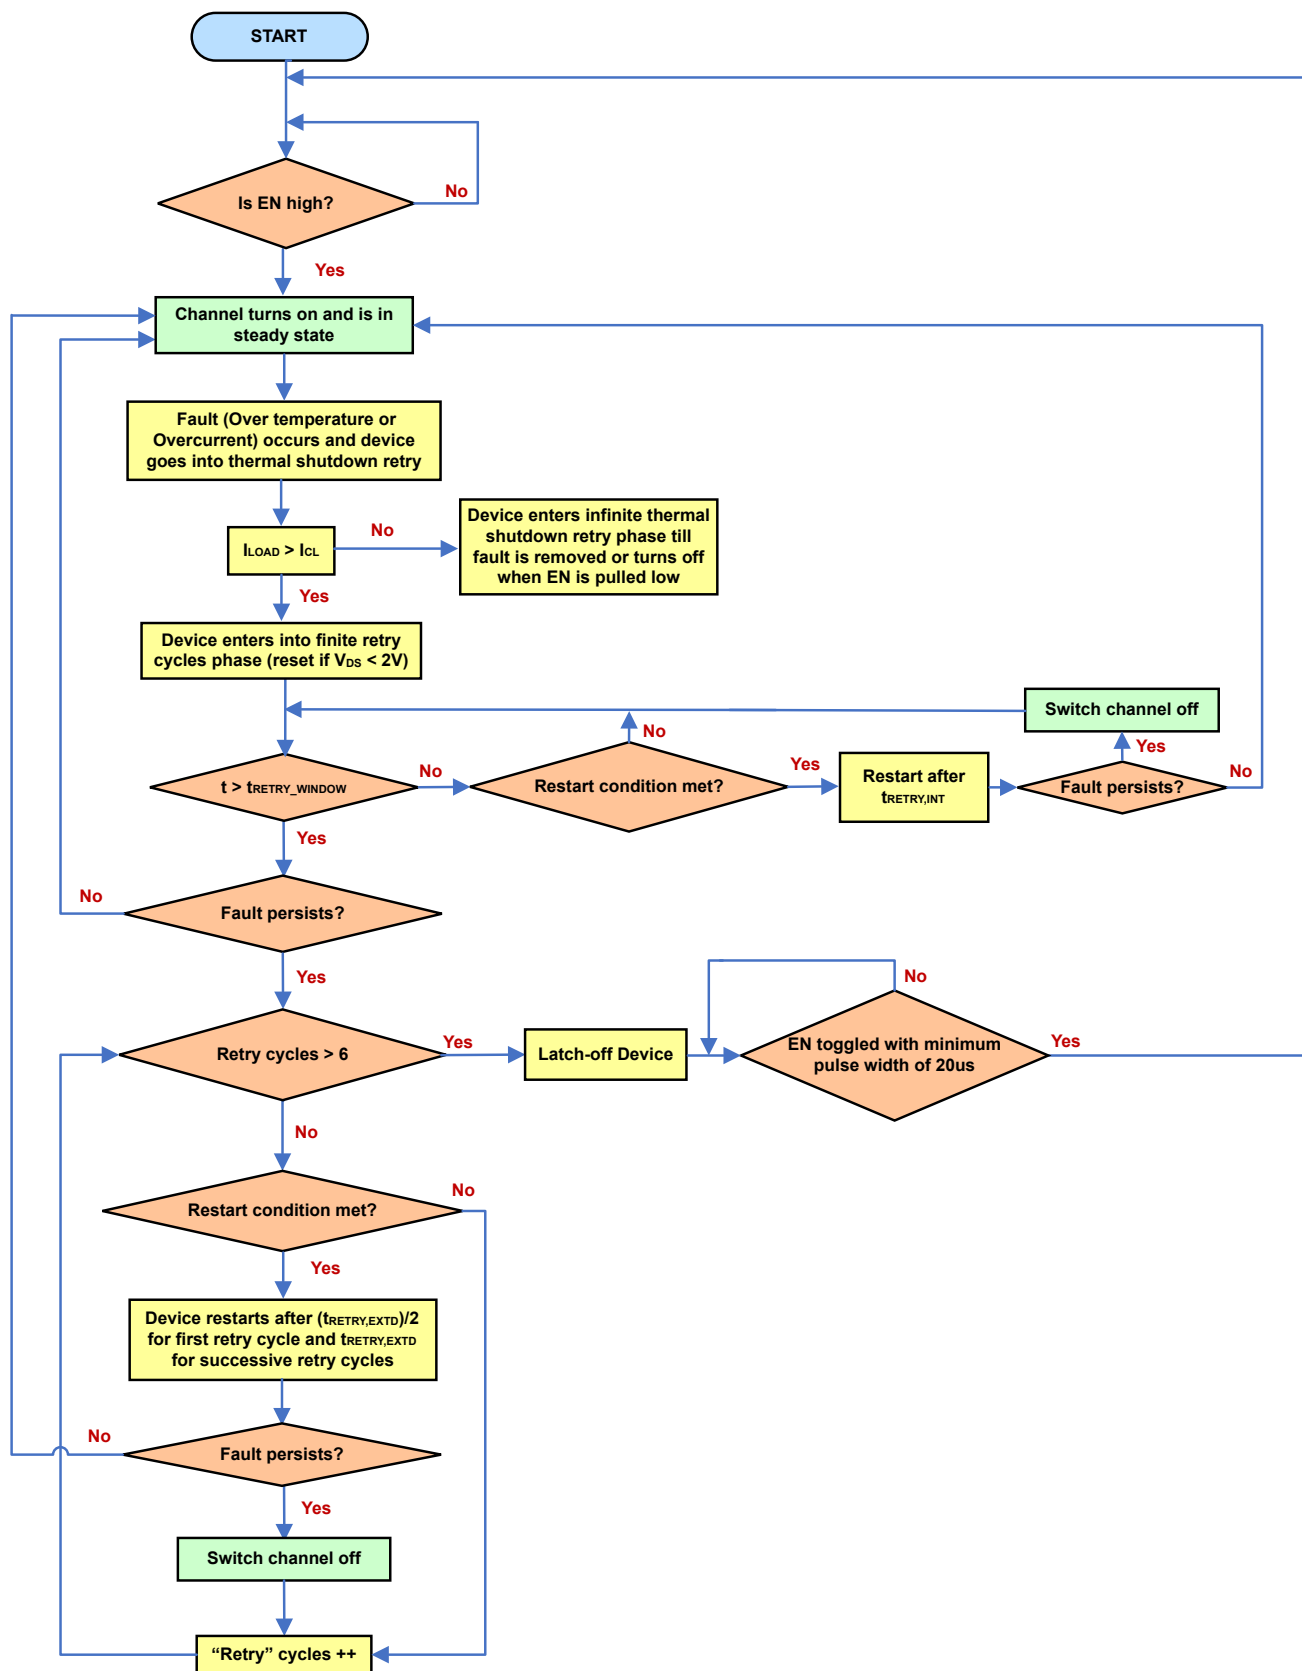 START
Is EN high?
No
Yes
Channel turns on and is in
steady state
Fault (Over temperature or
Overcurrent) occurs and device
goes into thermal shutdown retry
ILOAD > ICL
No
Device enters infinite thermal
shutdown retry phase till
fault is removed or turns off
when EN is pulled low
Yes
Device enters into finite retry
cycles phase (reset if VDS < 2V)
Switch channel off
No
Yes
t > tRETRY_WINDOW
No
Restart condition met?
Yes
Restart after
tRETRY,INT
Fault persists?
No
Yes
No
Fault persists?
Yes
No
Retry cycles > 6
Yes
Latch-off Device
EN toggled with minimum
pulse width of 20us
Yes
No
Restart condition met?
No
Yes
Device restarts after (tRETRY,EXTD)/2
for first retry cycle and tRETRY,EXTD
for successive retry cycles
No
Fault persists?
Yes
Switch channel off
“Retry” cycles ++